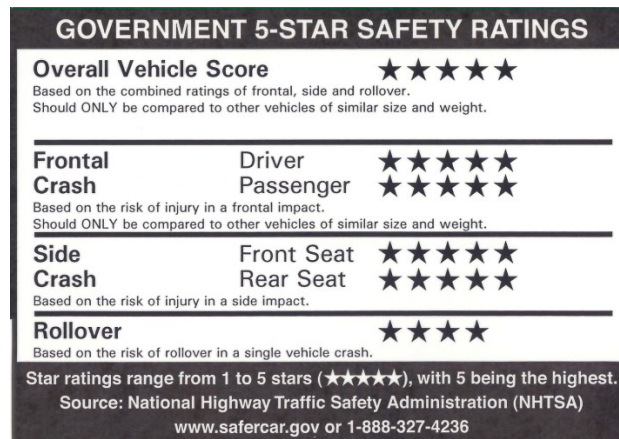 GOVERNMENT 5-STAR SAFETY RATINGS
Overall Vehicle Score ★★★★★
Based on the combined ratings of frontal, side and rollover.
Should ONLY be compared to other vehicles of similar size and weight.
Frontal Driver ★★★★★
Crash Passenger ★★★★★
Based on the risk of injury in a frontal impact.
Should ONLY be compared to other vehicles of similar size and weight.
Side Front Seat ★★★★★
Crash Rear Seat ★★★★★
Based on the risk of injury in a side impact.
Rollover ★★★★
Based on the risk of rollover in a single vehicle crash.
Star ratings range from 1 to 5 stars (★★★★★), with 5 being the highest.
Source: National Highway Traffic Safety Administration (NHTSA)
www.safercar.gov or 1-888-327-4236